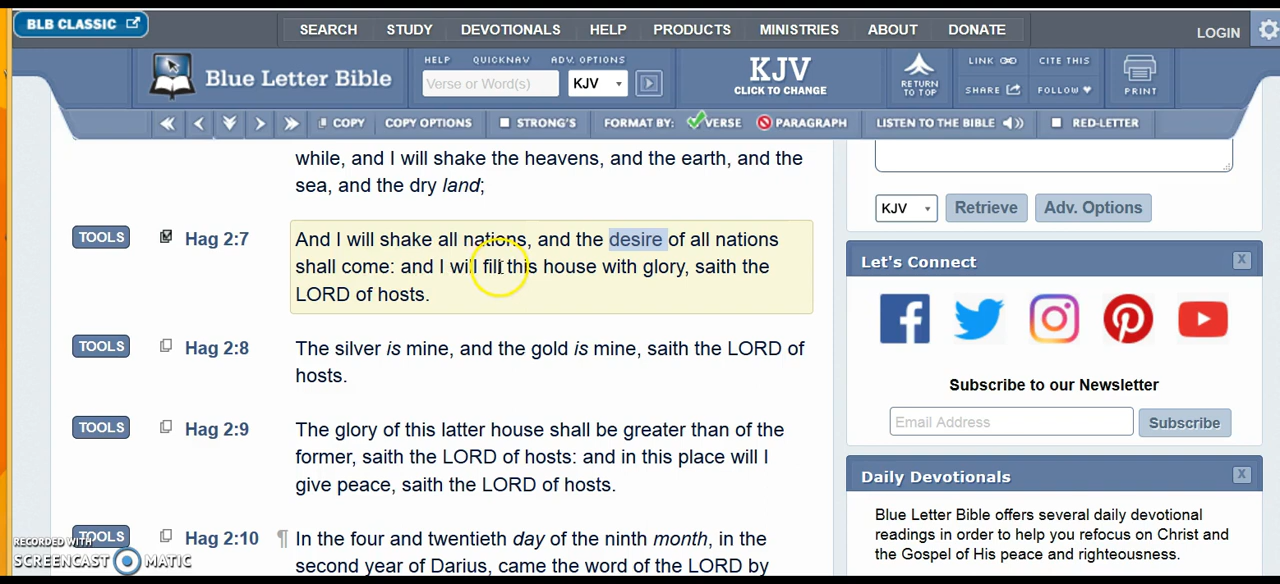 BLB CLASSIC
SEARCH STUDY DEVOTIONALS HELP PRODUCTS MINISTRIES ABOUT DONATE LOGIN
Blue Letter Bible
HELP QUICKNAV ADV. OPTIONS
Verse or Word(s) KJV
KJV
CLICK TO CHANGE
RETURN
TO TOP
LINK CITE THIS
SHARE FOLLOW
PRINT
COPY COPY OPTIONS STRONG'S FORMAT BY: VERSE PARAGRAPH LISTEN TO THE BIBLE RED-LETTER
while, and I will shake the heavens, and the earth, and the
sea, and the dry land;
TOOLS Hag 2:7 And I will shake all nations, and the desire of all nations
shall come: and I will fill this house with glory, saith the
LORD of hosts.
TOOLS Hag 2:8 The silver is mine, and the gold is mine, saith the LORD of
hosts.
TOOLS Hag 2:9 The glory of this latter house shall be greater than of the
former, saith the LORD of hosts: and in this place will I
give peace, saith the LORD of hosts.
TOOLS Hag 2:10 ¶ In the four and twentieth day of the ninth month, in the
second year of Darius, came the word of the LORD by
KJV Retrieve Adv. Options
Let's Connect X
Subscribe to our Newsletter
Email Address Subscribe
Daily Devotionals X
Blue Letter Bible offers several daily devotional
readings in order to help you refocus on Christ and
the Gospel of His peace and righteousness.
RECORDED WITH
SCREENCAST MATIC